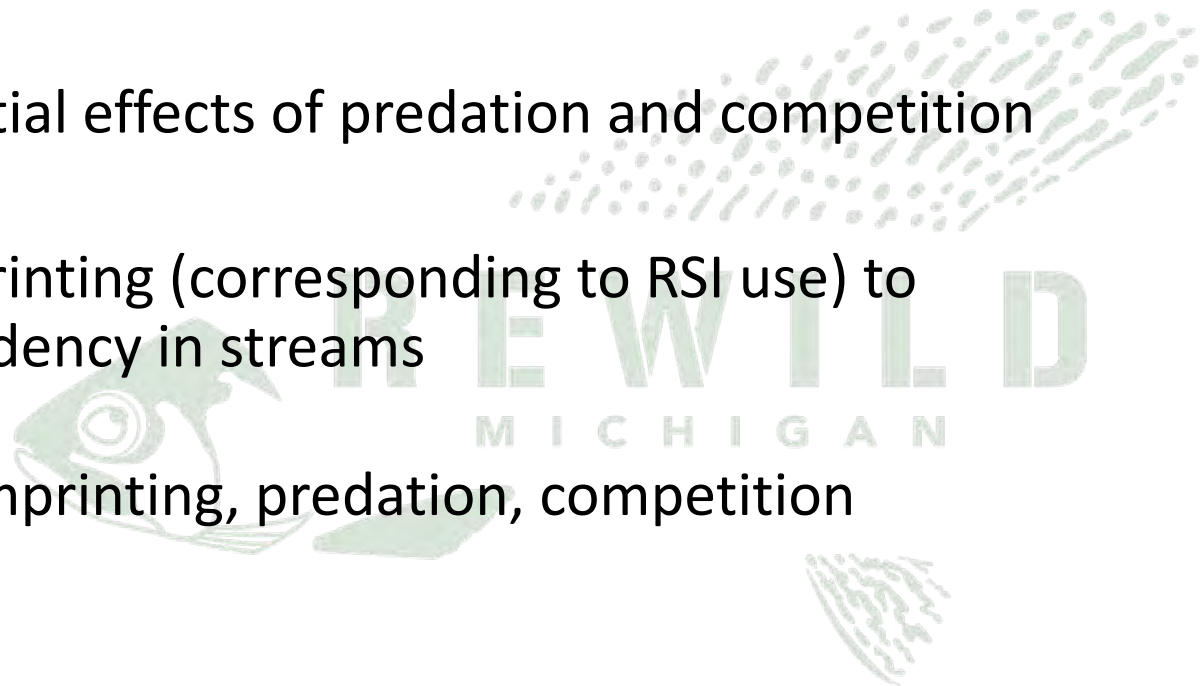 tial effects of predation and competition
rinting (corresponding to RSI use) to
dency in streams
REWILD
MICHIGAN
nprinting, predation, competition